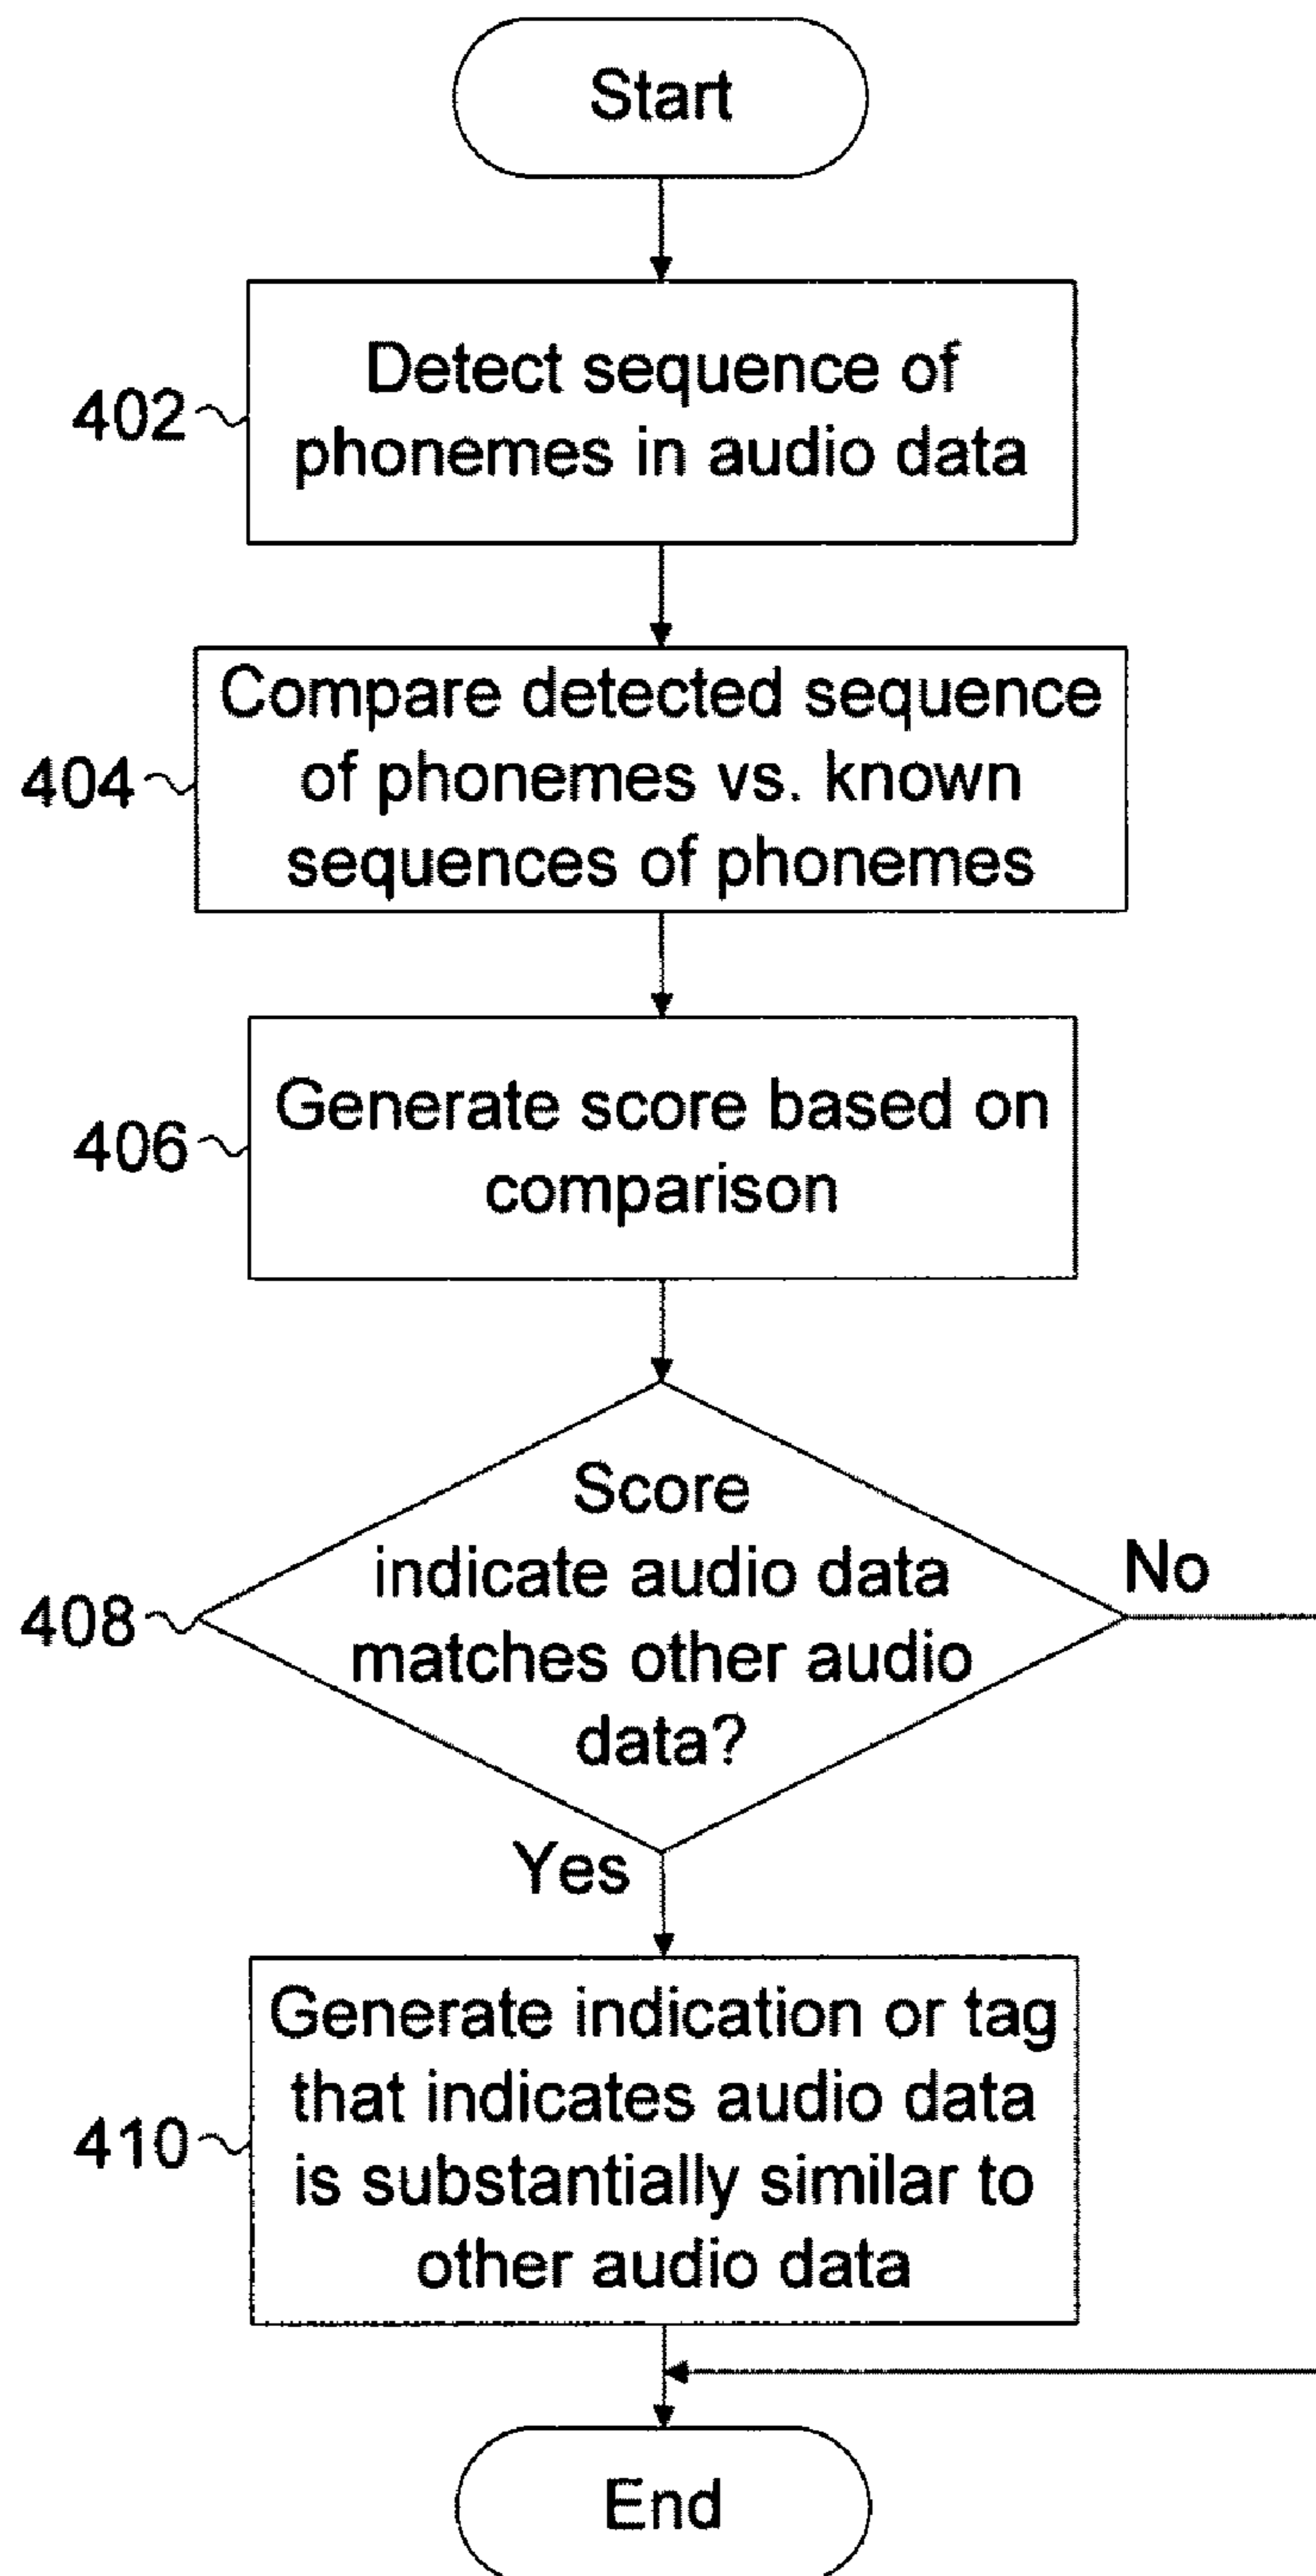 Start
402
Detect sequence of
phonemes in audio data
404
Compare detected sequence
of phonemes vs. known
sequences of phonemes
406
Generate score based on
comparison
408
Score
indicate audio data
matches other audio
data?
No
Yes
410
Generate indication or tag
that indicates audio data
is substantially similar to
other audio data
End